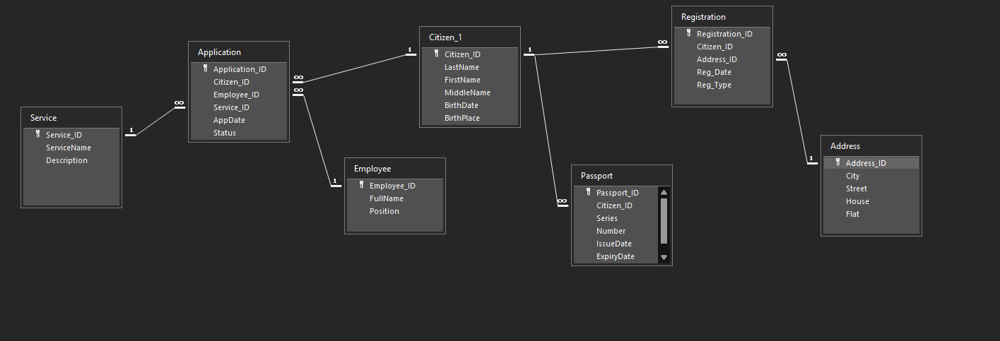 Service
Service_ID
ServiceName
Description
1
∞
Application
Application_ID
Citizen_ID
Employee_ID
Service_ID
AppDate
Status
∞
∞
1
Employee
Employee_ID
FullName
Position
1
Citizen_1
Citizen_ID
LastName
FirstName
MiddleName
BirthDate
BirthPlace
1
∞
Passport
Passport_ID
Citizen_ID
Series
Number
IssueDate
ExpiryDate
∞
Registration
Registration_ID
Citizen_ID
Address_ID
Reg_Date
Reg_Type
∞
1
Address
Address_ID
City
Street
House
Flat